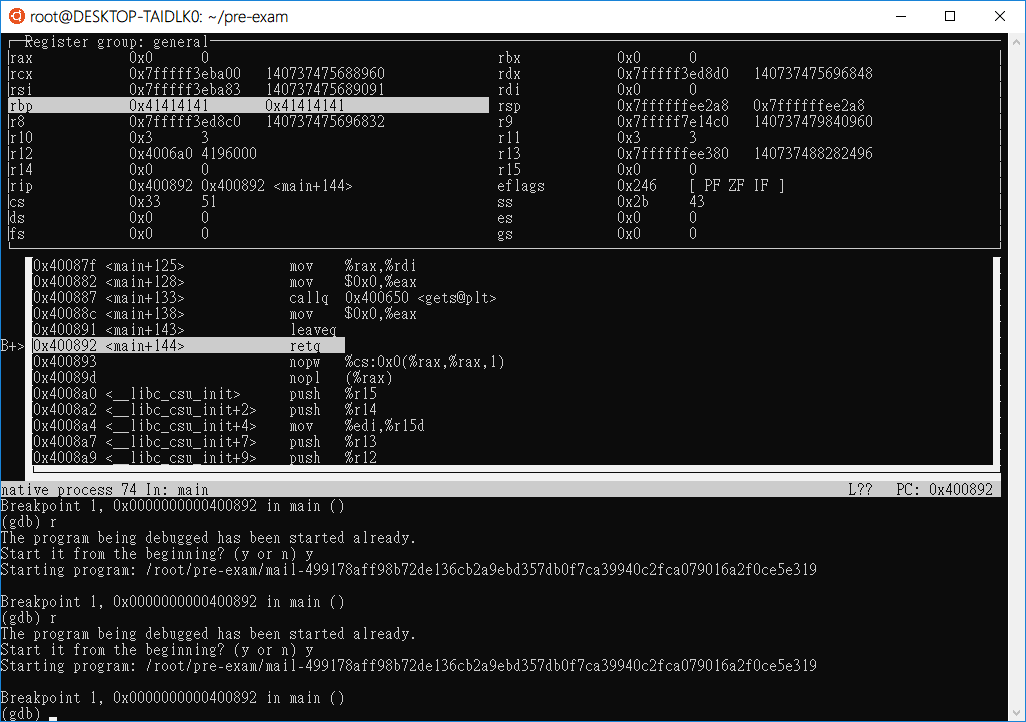 root@DESKTOP-TAIDLK0: ~/pre-exam
Register group: general
rax 0x0 0 rbx 0x0 0
rcx 0x7fffff3eba00 140737475688960 rdx 0x7fffff3ed8d0 140737475696848
rsi 0x7fffff3eba83 140737475689091 rdi 0x0 0
rbp 0x41414141 0x41414141 rsp 0x7ffffffee2a8 0x7ffffffee2a8
r8 0x7fffff3ed8c0 140737475696832 r9 0x7fffff7e14c0 140737479840960
r10 0x3 3 r11 0x3 3
r12 0x4006a0 4196000 r13 0x7ffffffee380 140737488282496
r14 0x0 0 r15 0x0 0
rip 0x400892 0x400892 <main+144> eflags 0x246 [ PF ZF IF ]
cs 0x33 51 ss 0x2b 43
ds 0x0 0 es 0x0 0
fs 0x0 0 gs 0x0 0
0x40087f <main+125> mov %rax,%rdi
0x400882 <main+128> mov $0x0,%eax
0x400887 <main+133> callq 0x400650 <gets@plt>
0x40088c <main+138> mov $0x0,%eax
0x400891 <main+143> leaveq
B+> 0x400892 <main+144> retq
0x400893 nopw %cs:0x0(%rax,%rax,1)
0x40089d nopl (%rax)
0x4008a0 <__libc_csu_init> push %r15
0x4008a2 <__libc_csu_init+2> push %r14
0x4008a4 <__libc_csu_init+4> mov %edi,%r15d
0x4008a7 <__libc_csu_init+7> push %r13
0x4008a9 <__libc_csu_init+9> push %r12
native process 74 In: main L?? PC: 0x400892
Breakpoint 1, 0x0000000000400892 in main ()
(gdb) r
The program being debugged has been started already.
Start it from the beginning? (y or n) y
Starting program: /root/pre-exam/mail-499178aff98b72de136cb2a9ebd357db0f7ca39940c2fca079016a2f0ce5e319
Breakpoint 1, 0x0000000000400892 in main ()
(gdb) r
The program being debugged has been started already.
Start it from the beginning? (y or n) y
Starting program: /root/pre-exam/mail-499178aff98b72de136cb2a9ebd357db0f7ca39940c2fca079016a2f0ce5e319
Breakpoint 1, 0x0000000000400892 in main ()
(gdb)